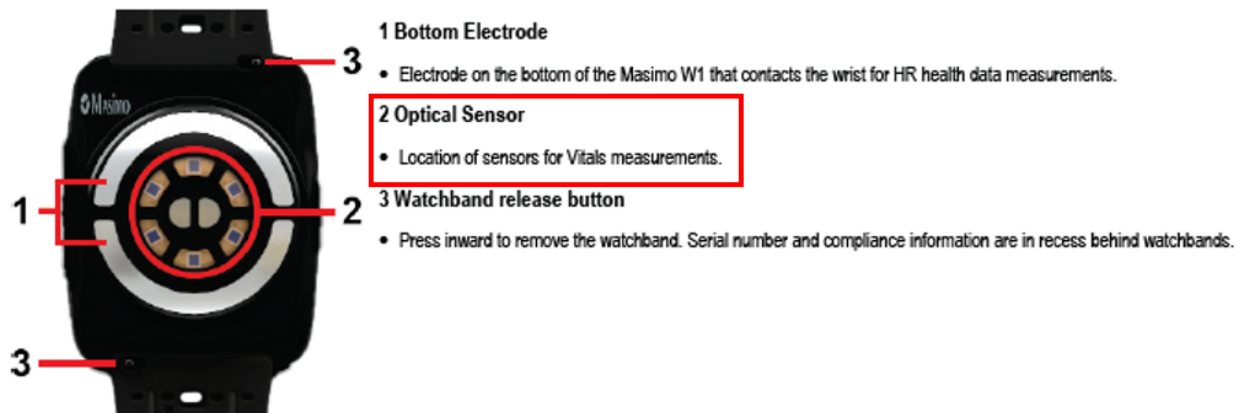 1 Bottom Electrode
3
• Electrode on the bottom of the Masimo W1 that contacts the wrist for HR health data measurements.
Masimo
2 Optical Sensor
• Location of sensors for Vitals measurements.
1
2
3 Watchband release button
• Press inward to remove the watchband. Serial number and compliance information are in recess behind watchbands.
3